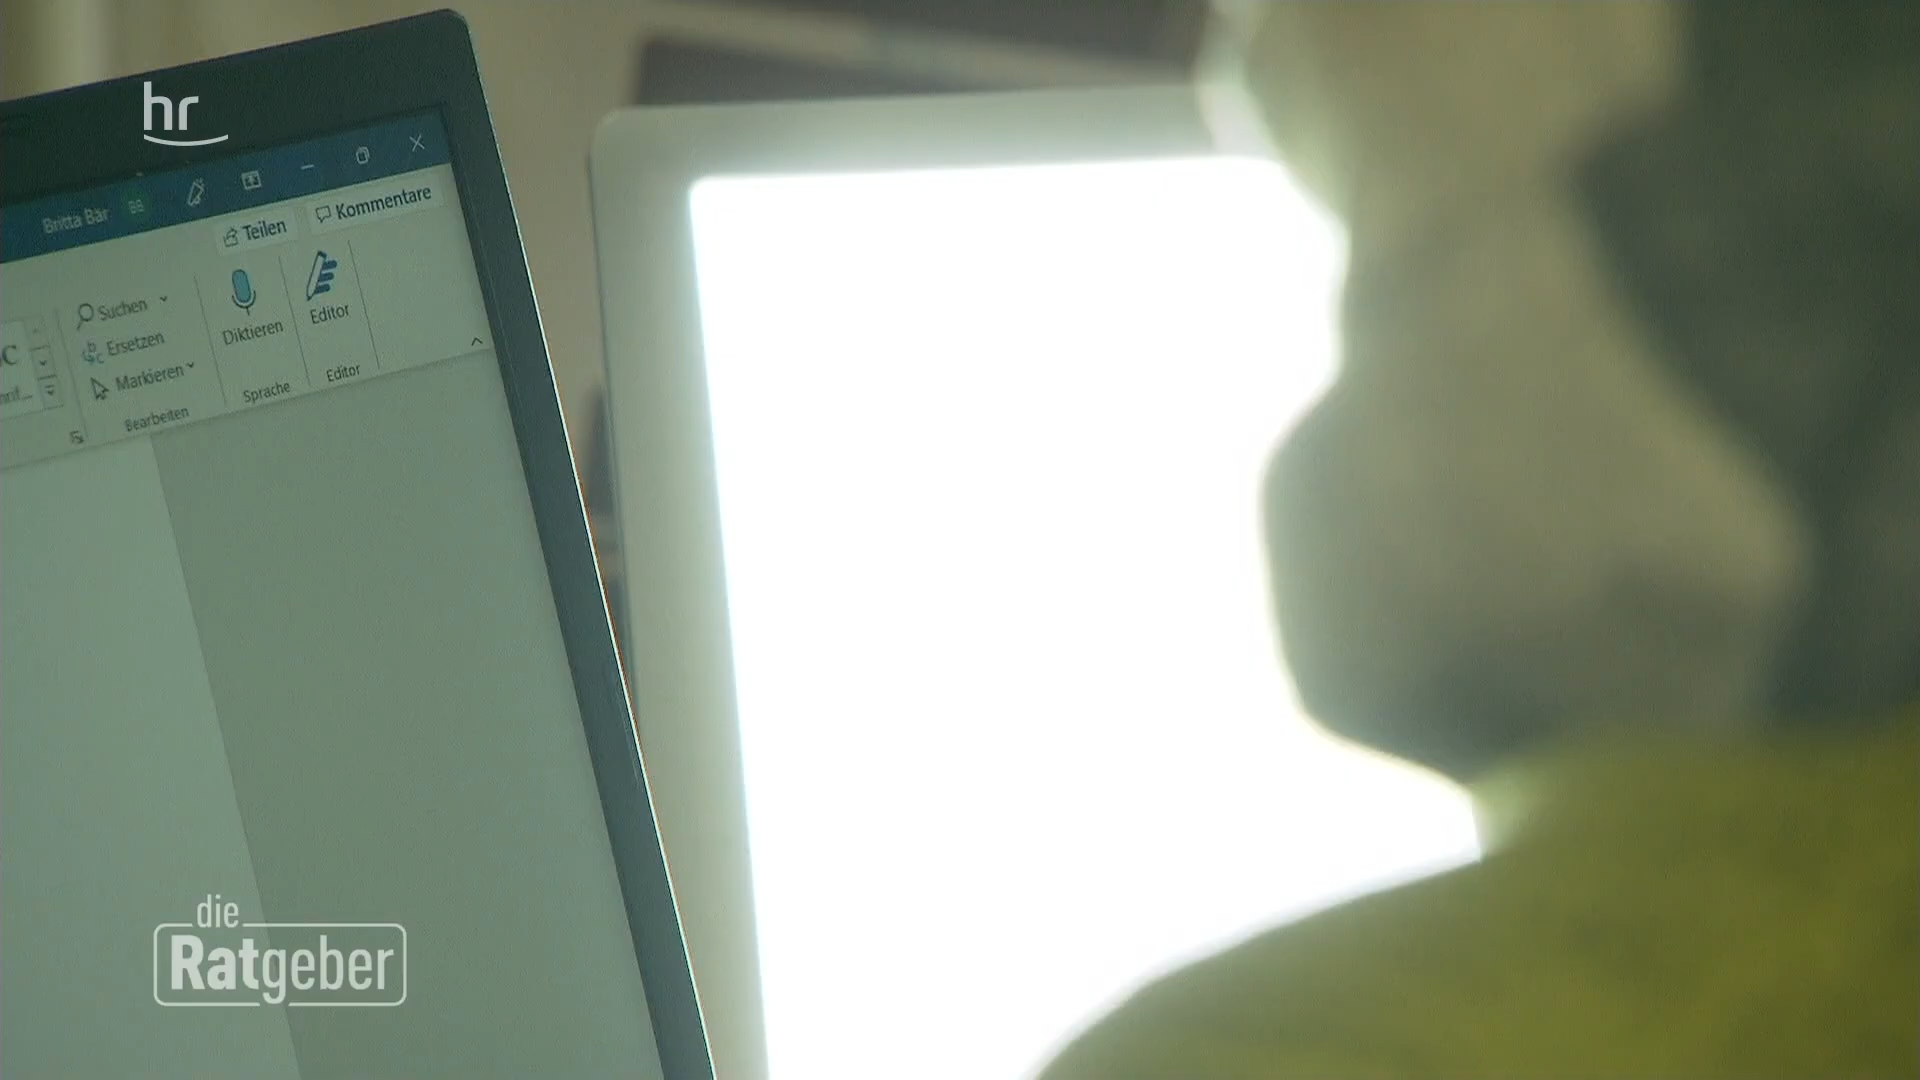 hr
Britta Bär BB
Teilen
Kommentare
Suchen
Ersetzen
Markieren
Bearbeiten
Diktieren
Sprache
Editor
Editor
die
Ratgeber